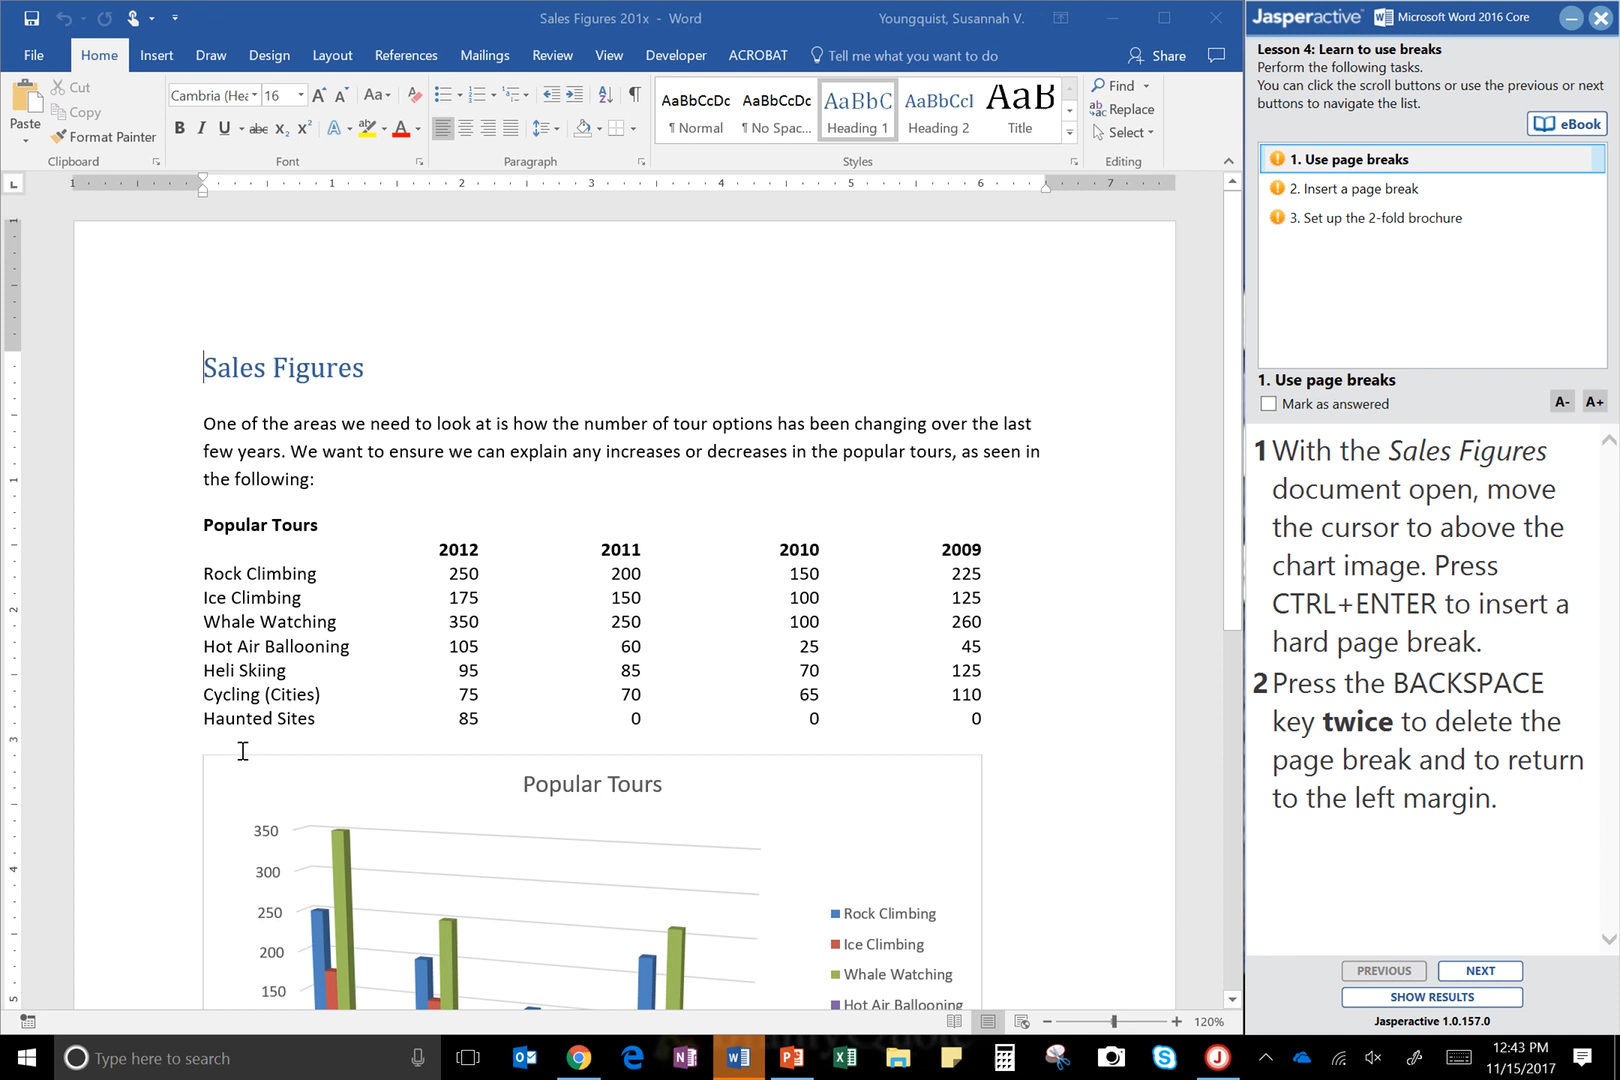 Sales Figures 201x - Word
Youngquist, Susannah V.
File Home Insert Draw Design Layout References Mailings Review View Developer ACROBAT Tell me what you want to do Share
Paste
Cut
Copy
Format Painter
Clipboard
Cambria (Hea 16
Font
Paragraph
AaBbCcDc AaBbCcDc AaBbC AaBbCcI AaB
¶ Normal ¶ No Spac... Heading 1 Heading 2 Title
Styles
Find
Replace
Select
Editing
1 1 2 3 4 5 6 7
Sales Figures
One of the areas we need to look at is how the number of tour options has been changing over the last
few years. We want to ensure we can explain any increases or decreases in the popular tours, as seen in
the following:
Popular Tours
2012 2011 2010 2009
Rock Climbing 250 200 150 225
Ice Climbing 175 150 100 125
Whale Watching 350 250 100 260
Hot Air Ballooning 105 60 25 45
Heli Skiing 95 85 70 125
Cycling (Cities) 75 70 65 110
Haunted Sites 85 0 0 0
Popular Tours
350
300
250
200
150
Rock Climbing
Ice Climbing
Whale Watching
Hot Air Ballooning
120%
Jasperactive Microsoft Word 2016 Core
Lesson 4: Learn to use breaks
Perform the following tasks.
You can click the scroll buttons or use the previous or next
buttons to navigate the list.
eBook
1. Use page breaks
2. Insert a page break
3. Set up the 2-fold brochure
1. Use page breaks
Mark as answered A- A+
1 With the Sales Figures
document open, move
the cursor to above the
chart image. Press
CTRL+ENTER to insert a
hard page break.
2 Press the BACKSPACE
key twice to delete the
page break and to return
to the left margin.
PREVIOUS NEXT
SHOW RESULTS
Jasperactive 1.0.157.0
Type here to search
12:43 PM
11/15/2017